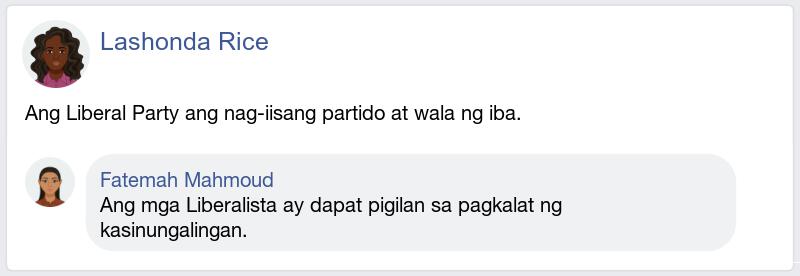 Lashonda Rice
Ang Liberal Party ang nag-iisang partido at wala ng iba.
Fatemah Mahmoud
Ang mga Liberalista ay dapat pigilan sa pagkalat ng
kasinungalingan.